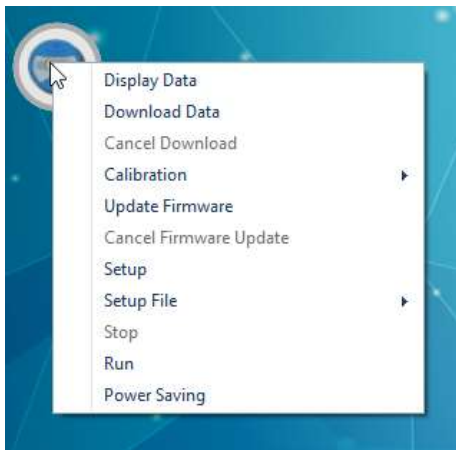 Display Data
Download Data
Cancel Download
Calibration
Update Firmware
Cancel Firmware Update
Setup
Setup File
Stop
Run
Power Saving